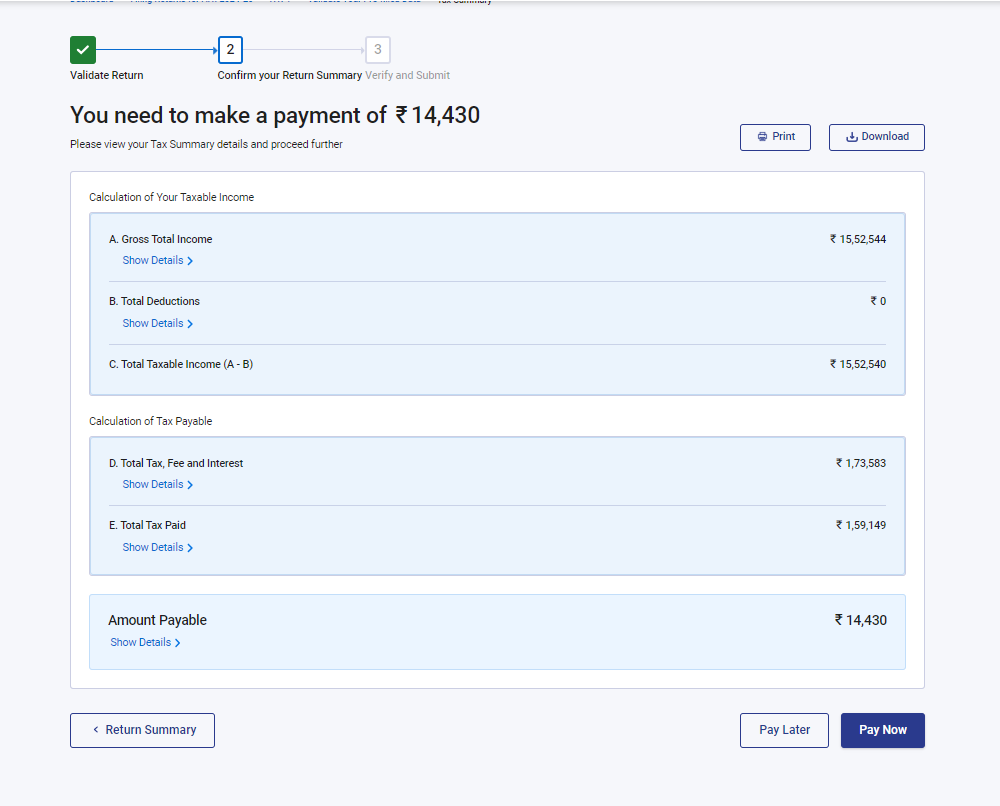 Tax Summary
2
3
Validate Return
Confirm your Return Summary
Verify and Submit
You need to make a payment of ₹ 14,430
Please view your Tax Summary details and proceed further
Print
Download
Calculation of Your Taxable Income
A. Gross Total Income ₹ 15,52,544
Show Details
B. Total Deductions ₹ 0
Show Details
C. Total Taxable Income (A - B) ₹ 15,52,540
Calculation of Tax Payable
D. Total Tax, Fee and Interest ₹ 1,73,583
Show Details
E. Total Tax Paid ₹ 1,59,149
Show Details
Amount Payable ₹ 14,430
Show Details
Return Summary
Pay Later
Pay Now